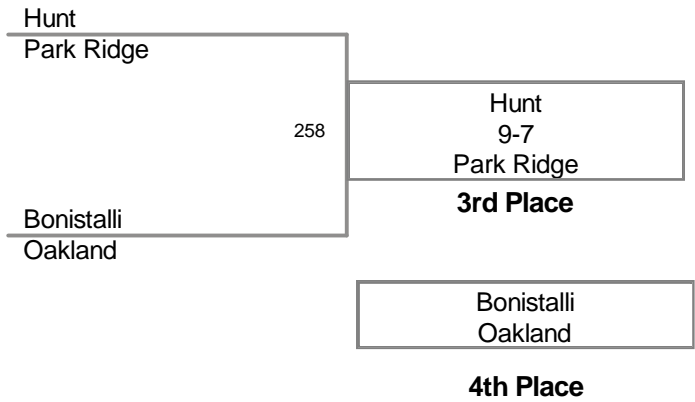 Hunt
Park Ridge
258
Hunt
9-7
Park Ridge
3rd Place
Bonistalli
Oakland
Bonistalli
Oakland
4th Place